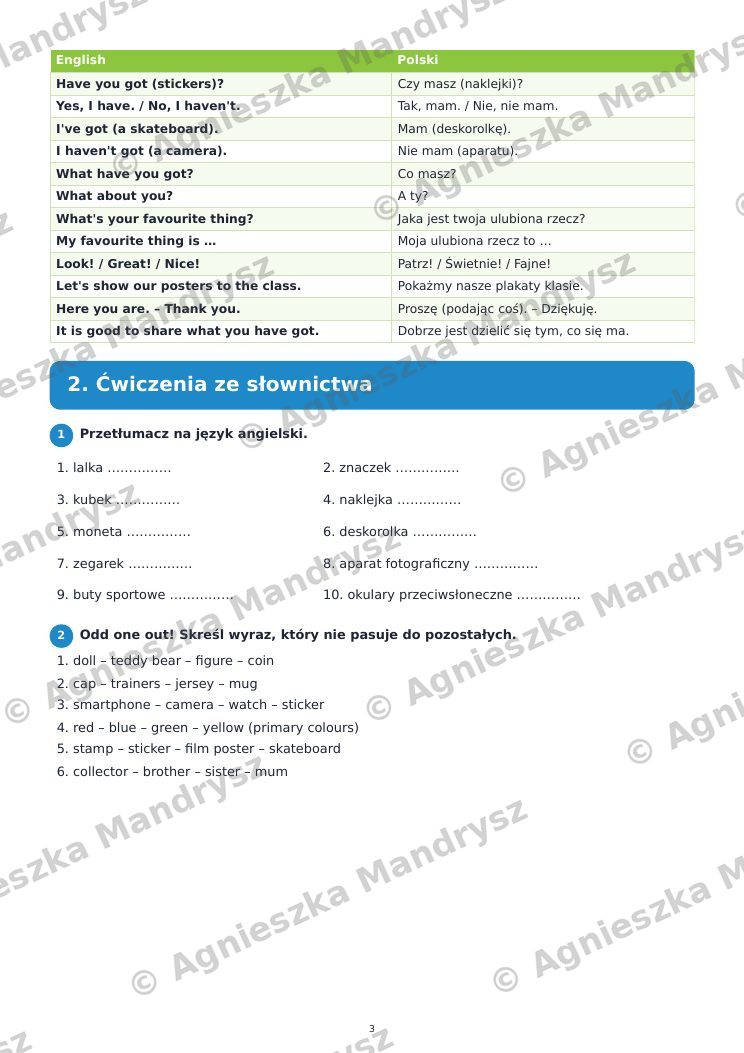 English Polski
Have you got (stickers)? Czy masz (naklejki)?
Yes, I have. / No, I haven't. Tak, mam. / Nie, nie mam.
I've got (a skateboard). Mam (deskorolkę).
I haven't got (a camera). Nie mam (aparatu).
What have you got? Co masz?
What about you? A ty?
What's your favourite thing? Jaka jest twoja ulubiona rzecz?
My favourite thing is … Moja ulubiona rzecz to …
Look! / Great! / Nice! Patrz! / Świetnie! / Fajne!
Let's show our posters to the class. Pokażmy nasze plakaty klasie.
Here you are. – Thank you. Proszę (podając coś). – Dziękuję.
It is good to share what you have got. Dobrze jest dzielić się tym, co się ma.
2. Ćwiczenia ze słownictwa
1 Przetłumacz na język angielski.
1. lalka …………… 2. znaczek ……………
3. kubek …………… 4. naklejka ……………
5. moneta …………… 6. deskorolka ……………
7. zegarek …………… 8. aparat fotograficzny ……………
9. buty sportowe …………… 10. okulary przeciwsłoneczne ……………
2 Odd one out! Skreśl wyraz, który nie pasuje do pozostałych.
1. doll – teddy bear – figure – coin
2. cap – trainers – jersey – mug
3. smartphone – camera – watch – sticker
4. red – blue – green – yellow (primary colours)
5. stamp – sticker – film poster – skateboard
6. collector – brother – sister – mum
© Agnieszka Mandrysz
3